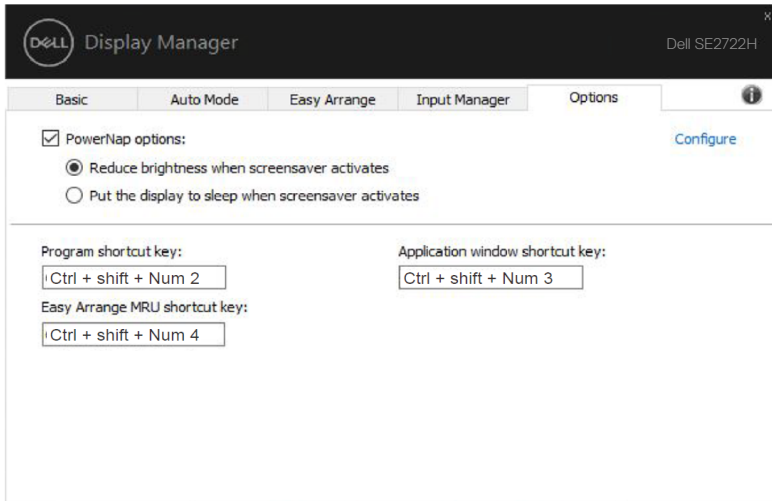 x
DELL Display Manager
Dell SE2722H
Basic Auto Mode Easy Arrange Input Manager Options i
PowerNap options: Configure
Reduce brightness when screensaver activates
Put the display to sleep when screensaver activates
Program shortcut key: Application window shortcut key:
Ctrl + shift + Num 2 Ctrl + shift + Num 3
Easy Arrange MRU shortcut key:
Ctrl + shift + Num 4